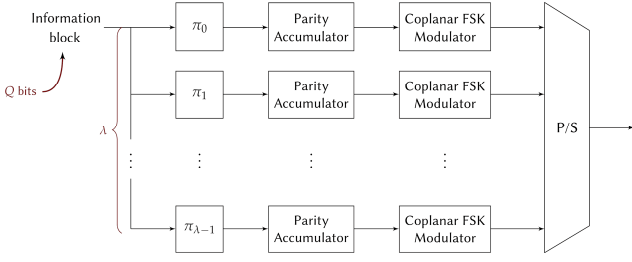 Information
block
Q bits
λ
π0
Parity
Accumulator
Coplanar FSK
Modulator
π1
Parity
Accumulator
Coplanar FSK
Modulator
P/S
πλ−1
Parity
Accumulator
Coplanar FSK
Modulator